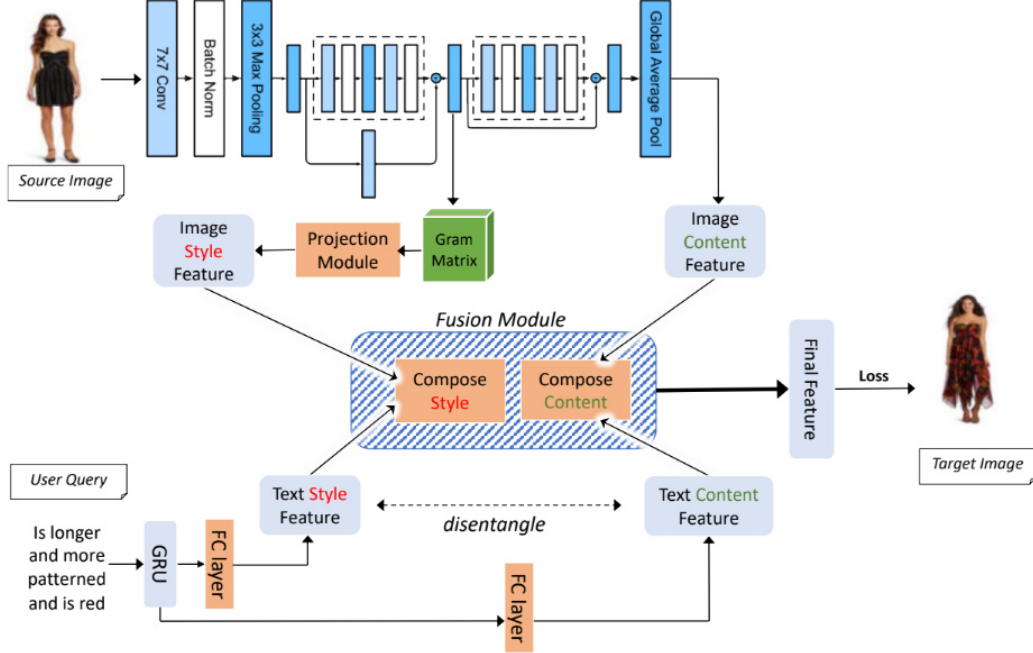 7x7 Conv
Batch Norm
3x3 Max Pooling
Global Average Pool
Source Image
Image
Style
Feature
Projection
Module
Gram
Matrix
Image
Content
Feature
Fusion Module
Compose
Style
Compose
Content
Final Feature
Loss
Target Image
User Query
Text Style
Feature
disentangle
Text Content
Feature
Is longer
and more
patterned
and is red
GRU
FC layer
FC layer